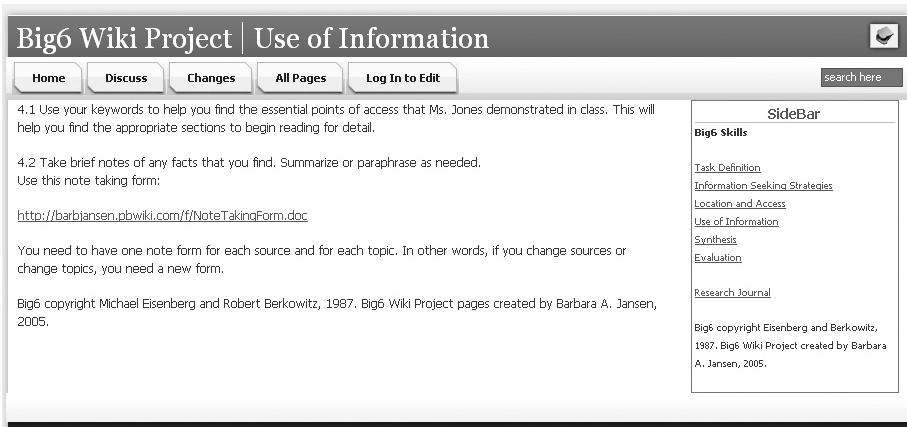 Big6 Wiki Project | Use of Information
Home
Discuss
Changes
All Pages
Log In to Edit
search here
4.1 Use your keywords to help you find the essential points of access that Ms. Jones demonstrated in class. This will
help you find the appropriate sections to begin reading for detail.
4.2 Take brief notes of any facts that you find. Summarize or paraphrase as needed.
Use this note taking form:
http://barbjansen.pbwiki.com/f/NoteTakingForm.doc
You need to have one note form for each source and for each topic. In other words, if you change sources or
change topics, you need a new form.
Big6 copyright Michael Eisenberg and Robert Berkowitz, 1987. Big6 Wiki Project pages created by Barbara A. Jansen,
2005.
SideBar
Big6 Skills
Task Definition
Information Seeking Strategies
Location and Access
Use of Information
Synthesis
Evaluation
Research Journal
Big6 copyright Eisenberg and Berkowitz,
1987. Big6 Wiki Project created by Barbara
A. Jansen, 2005.